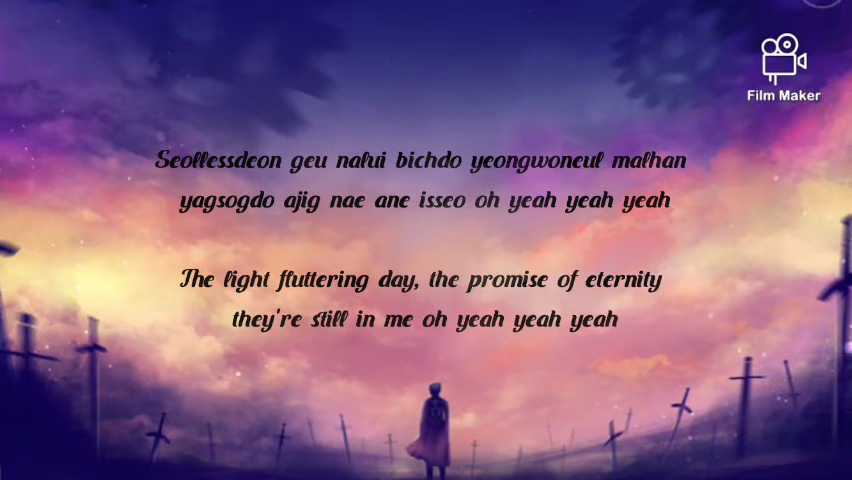 Film Maker
Seollessdeon geu nalui bichdo yeongwoneul malhan
yagsogdo ajig nae ane isseo oh yeah yeah yeah
The light fluttering day, the promise of eternity
they're still in me oh yeah yeah yeah